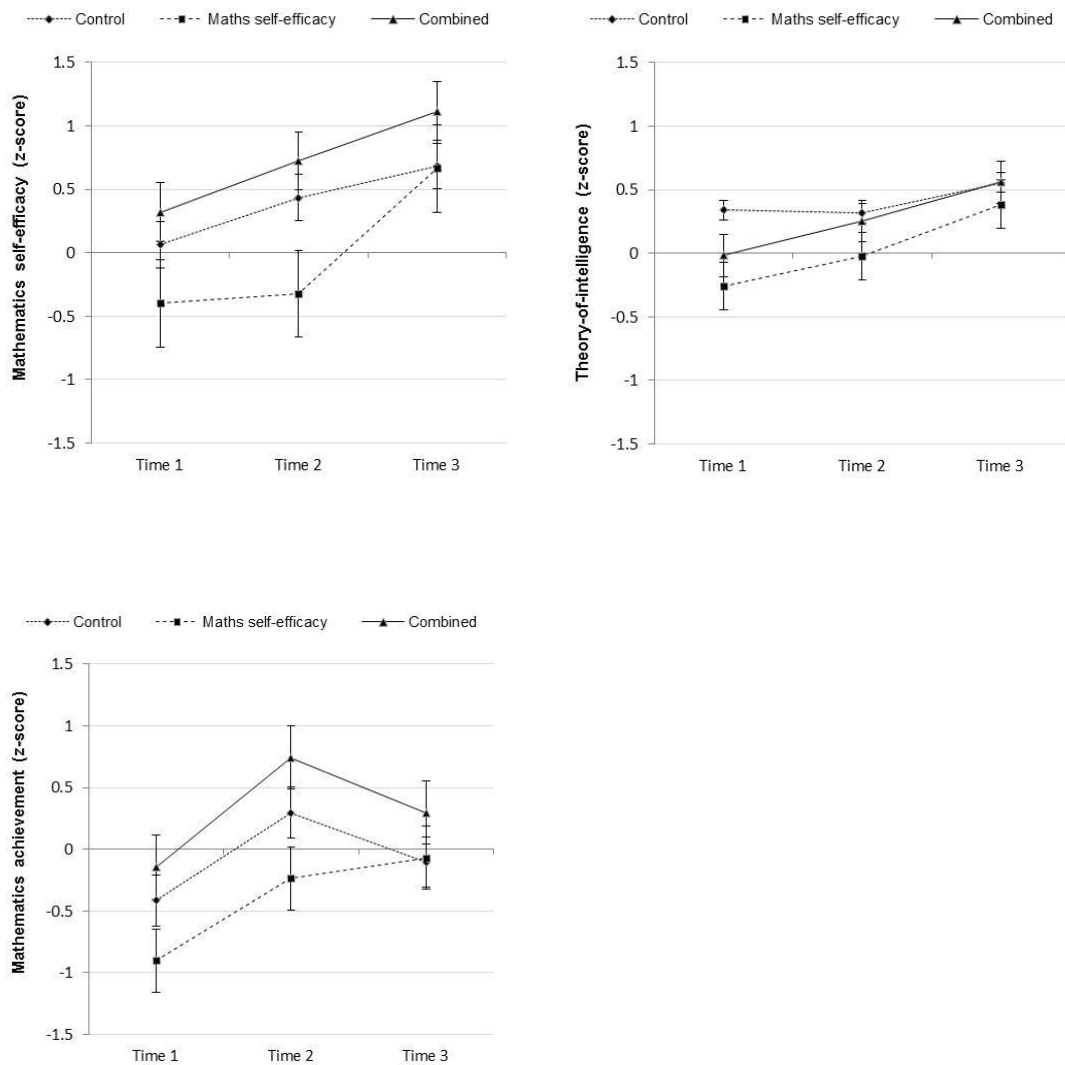 Control Maths self-efficacy Combined
Mathematics self-efficacy (z-score)
1.5
1
0.5
0
-0.5
-1
-1.5
Time 1 Time 2 Time 3
Control Maths self-efficacy Combined
Theory-of-intelligence (z-score)
1.5
1
0.5
0
-0.5
-1
-1.5
Time 1 Time 2 Time 3
Control Maths self-efficacy Combined
Mathematics achievement (z-score)
1.5
1
0.5
0
-0.5
-1
-1.5
Time 1 Time 2 Time 3